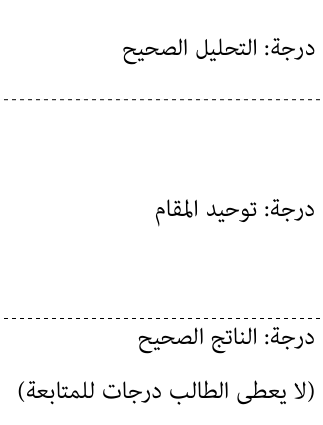 درجة: التحليل الصحيح
درجة: توحيد المقام
درجة: الناتج الصحيح
(لا يعطى الطالب درجات للمتابعة)